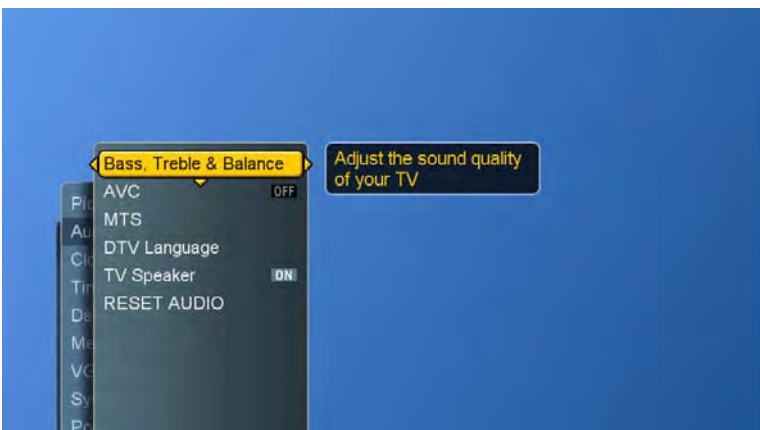 Bass, Treble & Balance
Adjust the sound quality
of your TV
AVC OFF
MTS
DTV Language
TV Speaker ON
RESET AUDIO